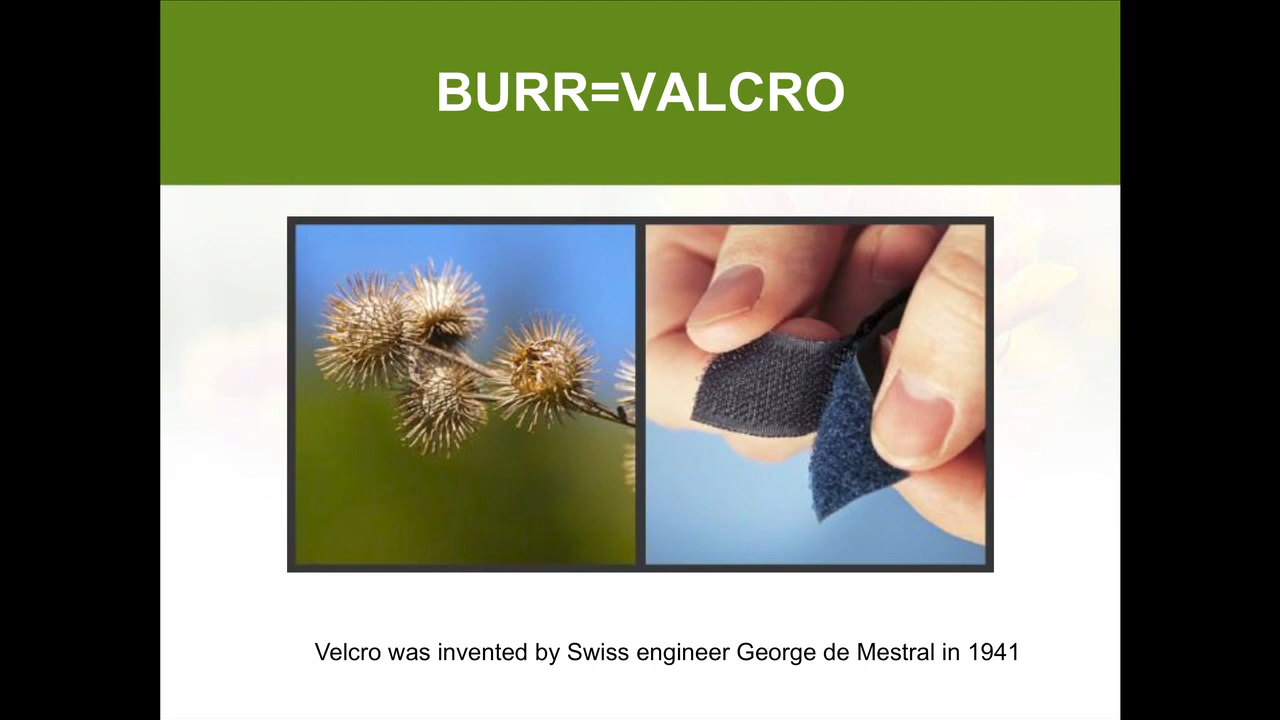 BURR=VALCRO
Velcro was invented by Swiss engineer George de Mestral in 1941